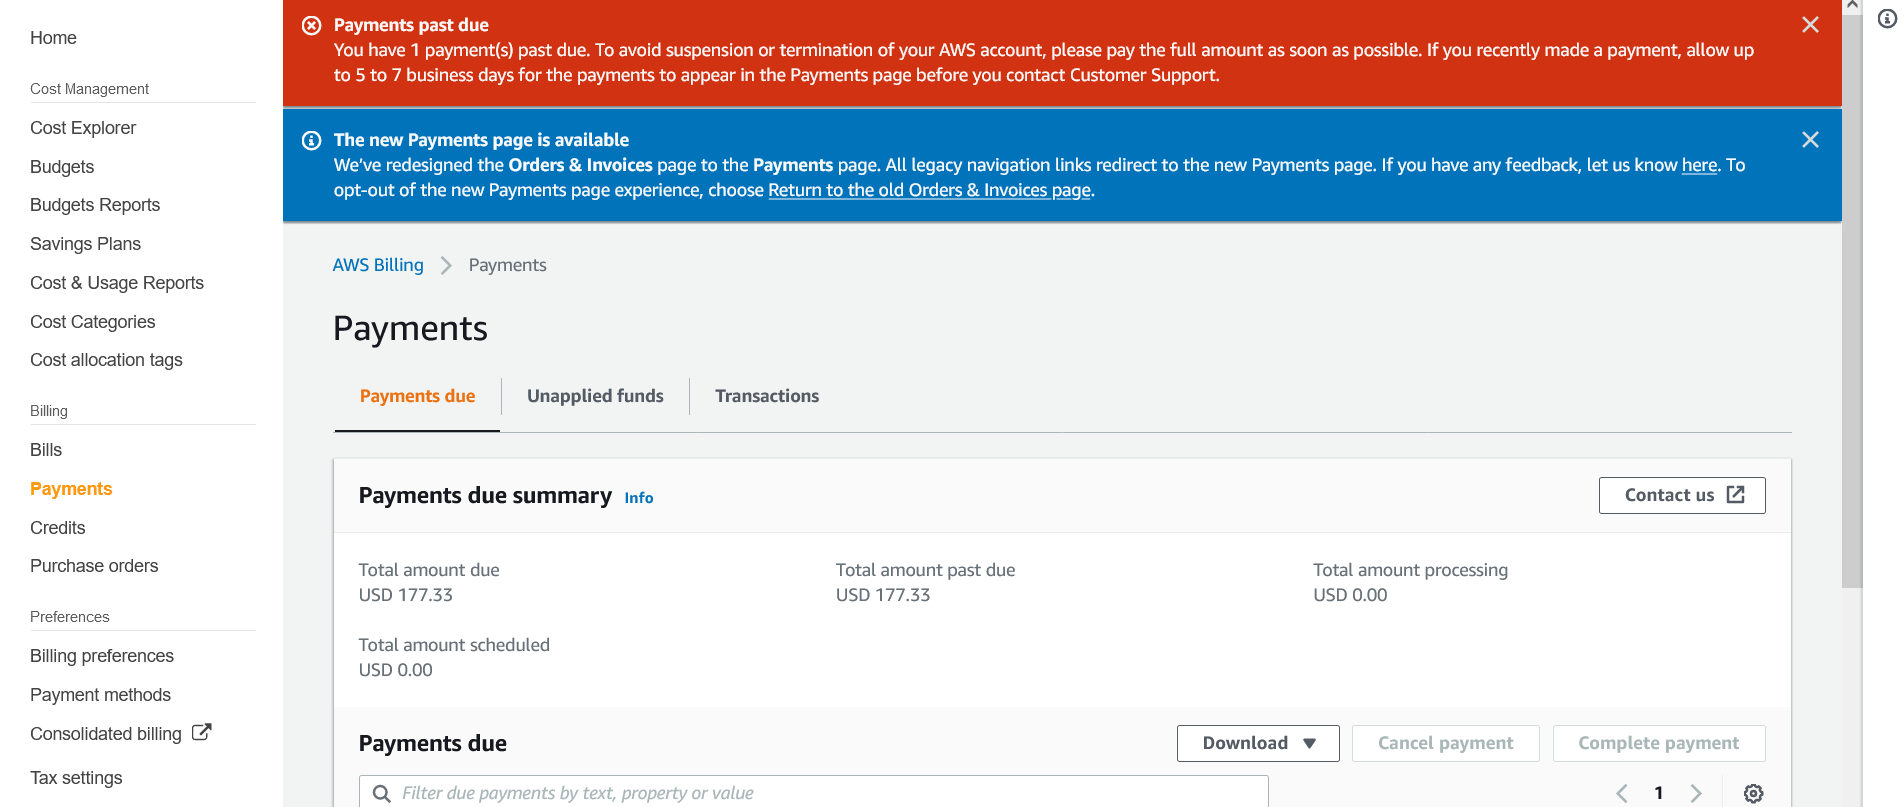 Home
Cost Management
Cost Explorer
Budgets
Budgets Reports
Savings Plans
Cost & Usage Reports
Cost Categories
Cost allocation tags
Billing
Bills
Payments
Credits
Purchase orders
Preferences
Billing preferences
Payment methods
Consolidated billing
Tax settings
Payments past due
You have 1 payment(s) past due. To avoid suspension or termination of your AWS account, please pay the full amount as soon as possible. If you recently made a payment, allow up
to 5 to 7 business days for the payments to appear in the Payments page before you contact Customer Support.
The new Payments page is available
We’ve redesigned the Orders & Invoices page to the Payments page. All legacy navigation links redirect to the new Payments page. If you have any feedback, let us know here. To
opt-out of the new Payments page experience, choose Return to the old Orders & Invoices page.
AWS Billing Payments
Payments
Payments due Unapplied funds Transactions
Payments due summary Info Contact us
Total amount due Total amount past due Total amount processing
USD 177.33 USD 177.33 USD 0.00
Total amount scheduled
USD 0.00
Payments due Download Cancel payment Complete payment
Filter due payments by text, property or value 1